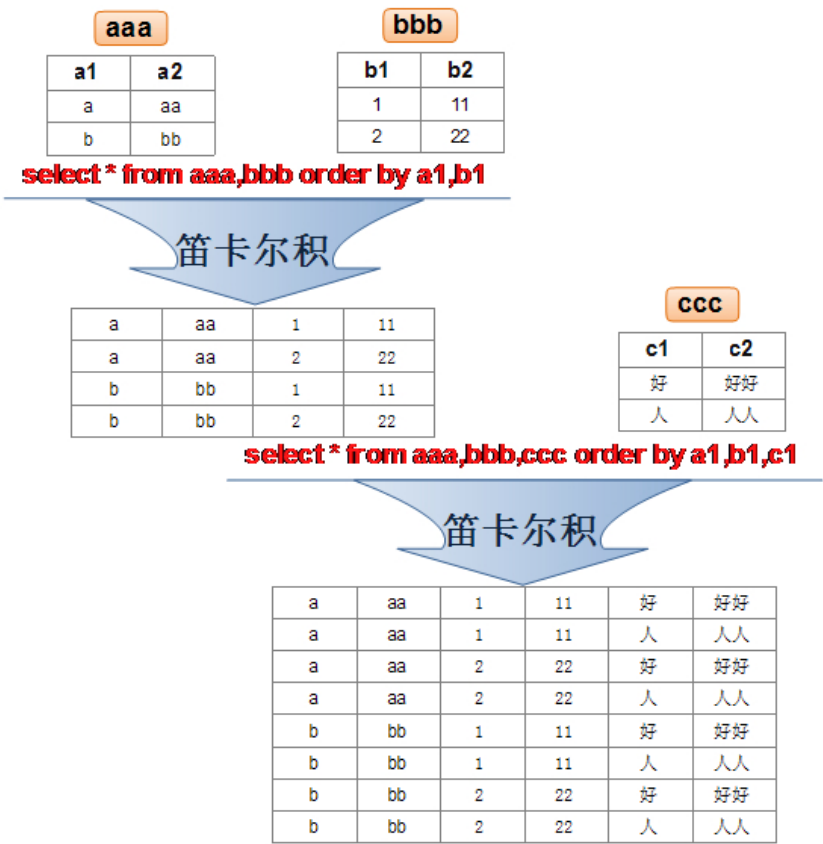 aaa bbb
a1 a2 b1 b2
a aa 1 11
b bb 2 22
select * from aaa,bbb order by a1,b1
笛卡尔积
ccc
a aa 1 11
c1 c2
a aa 2 22
好 好好
b bb 1 11
人 人人
b bb 2 22
select * from aaa,bbb,ccc order by a1,b1,c1
笛卡尔积
a aa 1 11 好 好好
a aa 1 11 人 人人
a aa 2 22 好 好好
a aa 2 22 人 人人
b bb 1 11 好 好好
b bb 1 11 人 人人
b bb 2 22 好 好好
b bb 2 22 人 人人